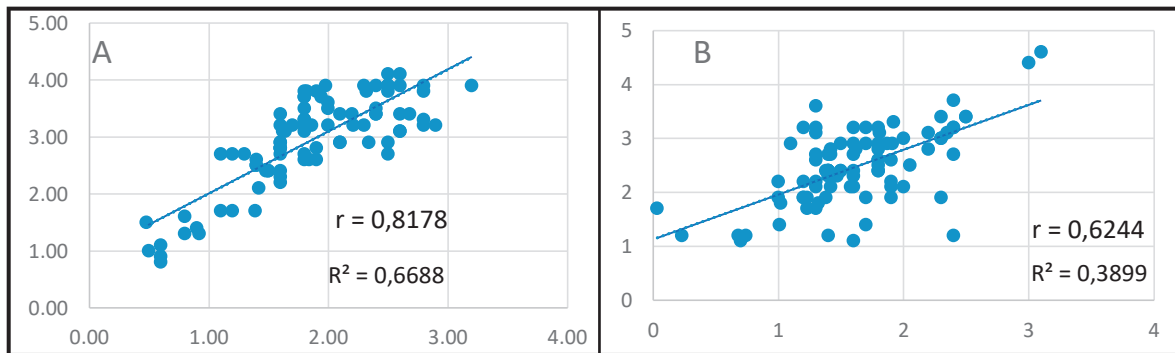 A
5.00
4.00
3.00
2.00
1.00
0.00
0.00 1.00 2.00 3.00 4.00
r = 0,8178
R² = 0,6688
B
5
4
3
2
1
0
0 1 2 3 4
r = 0,6244
R² = 0,3899